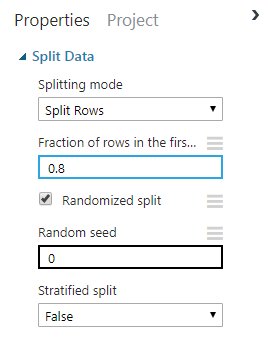 Properties Project
Split Data
Splitting mode
Split Rows
Fraction of rows in the firs...
0.8
Randomized split
Random seed
0
Stratified split
False